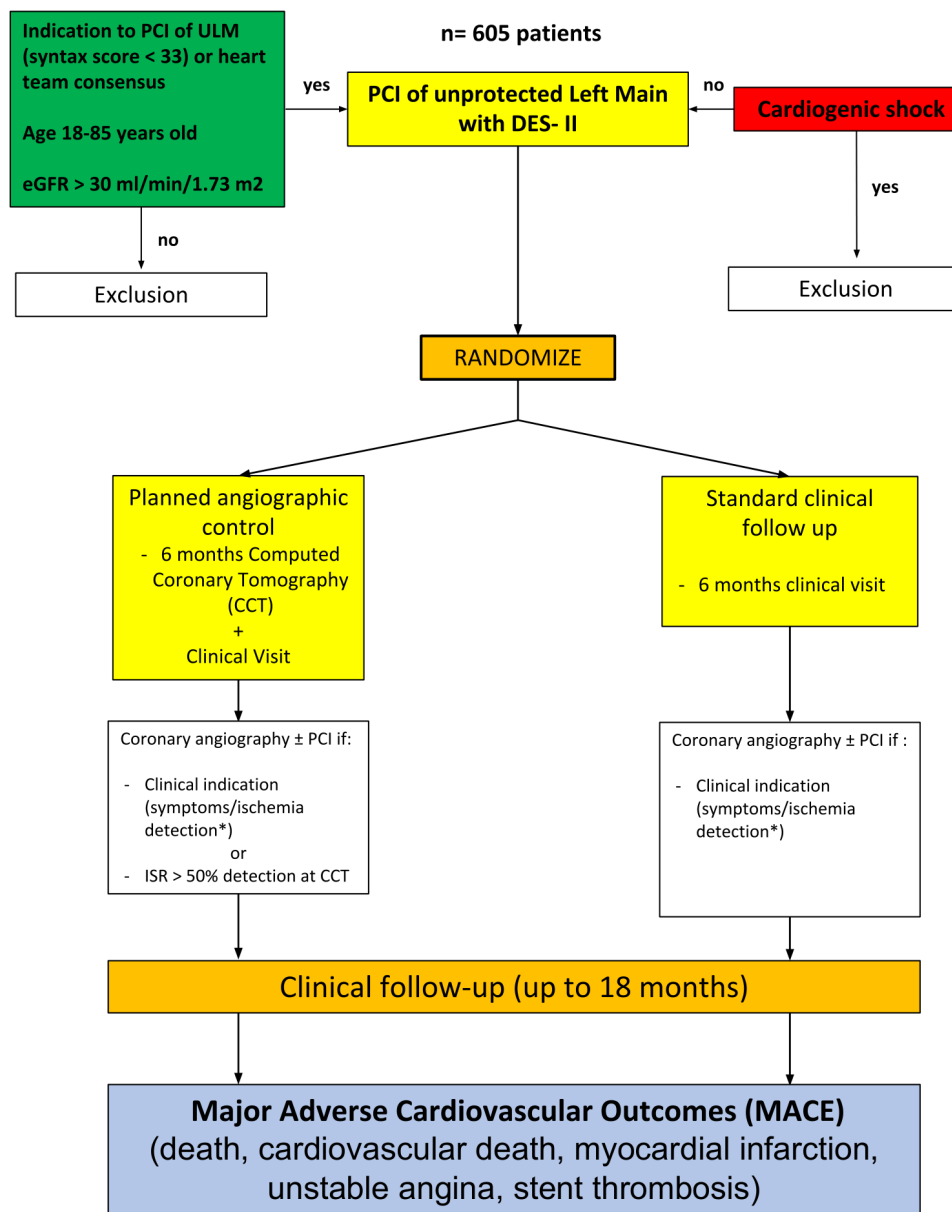 Indication to PCI of ULM
(syntax score < 33) or heart
team consensus
Age 18-85 years old
eGFR > 30 ml/min/1.73 m2
n= 605 patients
yes
PCI of unprotected Left Main
with DES- II
no
Cardiogenic shock
yes
no
Exclusion
Exclusion
RANDOMIZE
Planned angiographic
control
- 6 months Computed
Coronary Tomography
(CCT)
+
Clinical Visit
Standard clinical
follow up
- 6 months clinical visit
Coronary angiography ± PCI if:
- Clinical indication
(symptoms/ischemia
detection*)
or
- ISR > 50% detection at CCT
Coronary angiography ± PCI if :
- Clinical indication
(symptoms/ischemia
detection*)
Clinical follow-up (up to 18 months)
Major Adverse Cardiovascular Outcomes (MACE)
(death, cardiovascular death, myocardial infarction,
unstable angina, stent thrombosis)